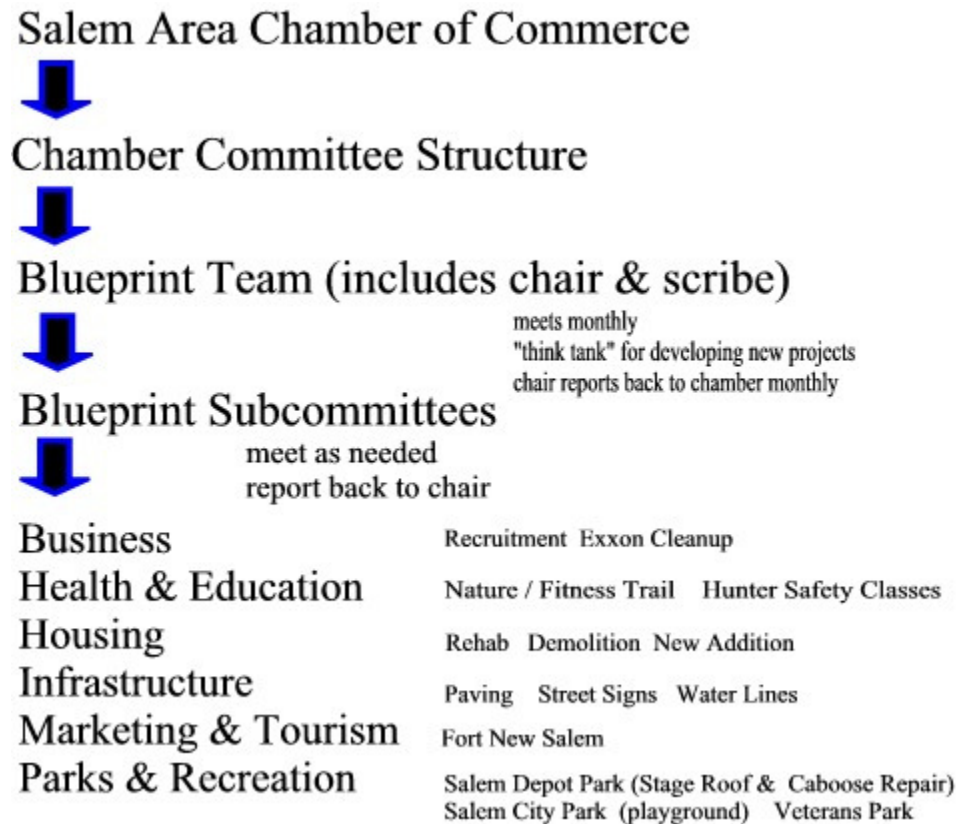 Salem Area Chamber of Commerce
Chamber Committee Structure
Blueprint Team (includes chair & scribe)
meets monthly
"think tank" for developing new projects
chair reports back to chamber monthly
Blueprint Subcommittees
meet as needed
report back to chair
Business Recruitment Exxon Cleanup
Health & Education Nature / Fitness Trail Hunter Safety Classes
Housing Rehab Demolition New Addition
Infrastructure Paving Street Signs Water Lines
Marketing & Tourism Fort New Salem
Parks & Recreation Salem Depot Park (Stage Roof & Caboose Repair)
Salem City Park (playground) Veterans Park